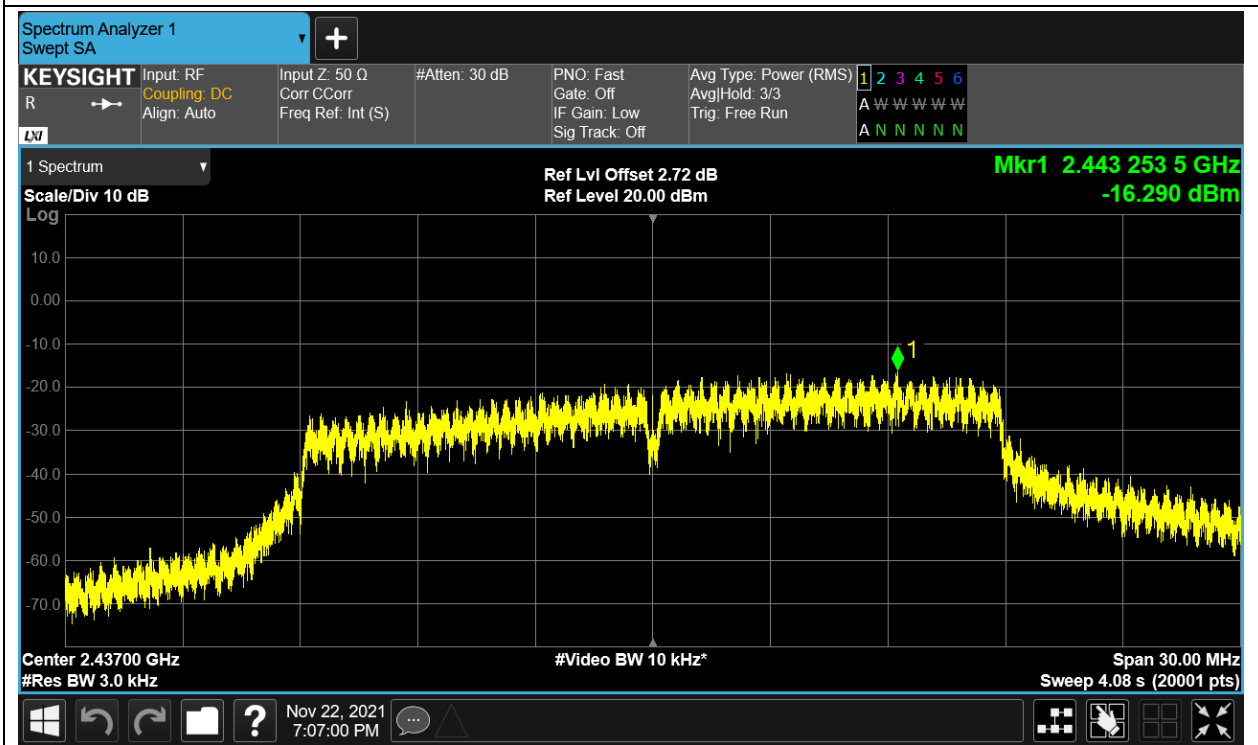 Spectrum Analyzer 1
Swept SA
KEYSIGHT
R
LXI
Input: RF
Coupling: DC
Align: Auto
Input Z: 50 Ω
Corr CCorr
Freq Ref: Int (S)
#Atten: 30 dB
PNO: Fast
Gate: Off
IF Gain: Low
Sig Track: Off
Avg Type: Power (RMS)
Avg|Hold: 3/3
Trig: Free Run
1 2 3 4 5 6
A W W W W W
A N N N N N
1 Spectrum
Scale/Div 10 dB
Log
Ref Lvl Offset 2.72 dB
Ref Level 20.00 dBm
Mkr1 2.443 253 5 GHz
-16.290 dBm
10.0
0.00
-10.0
1
-20.0
-30.0
-40.0
-50.0
-60.0
-70.0
Center 2.43700 GHz
#Res BW 3.0 kHz
#Video BW 10 kHz*
Span 30.00 MHz
Sweep 4.08 s (20001 pts)
?
Nov 22, 2021
7:07:00 PM